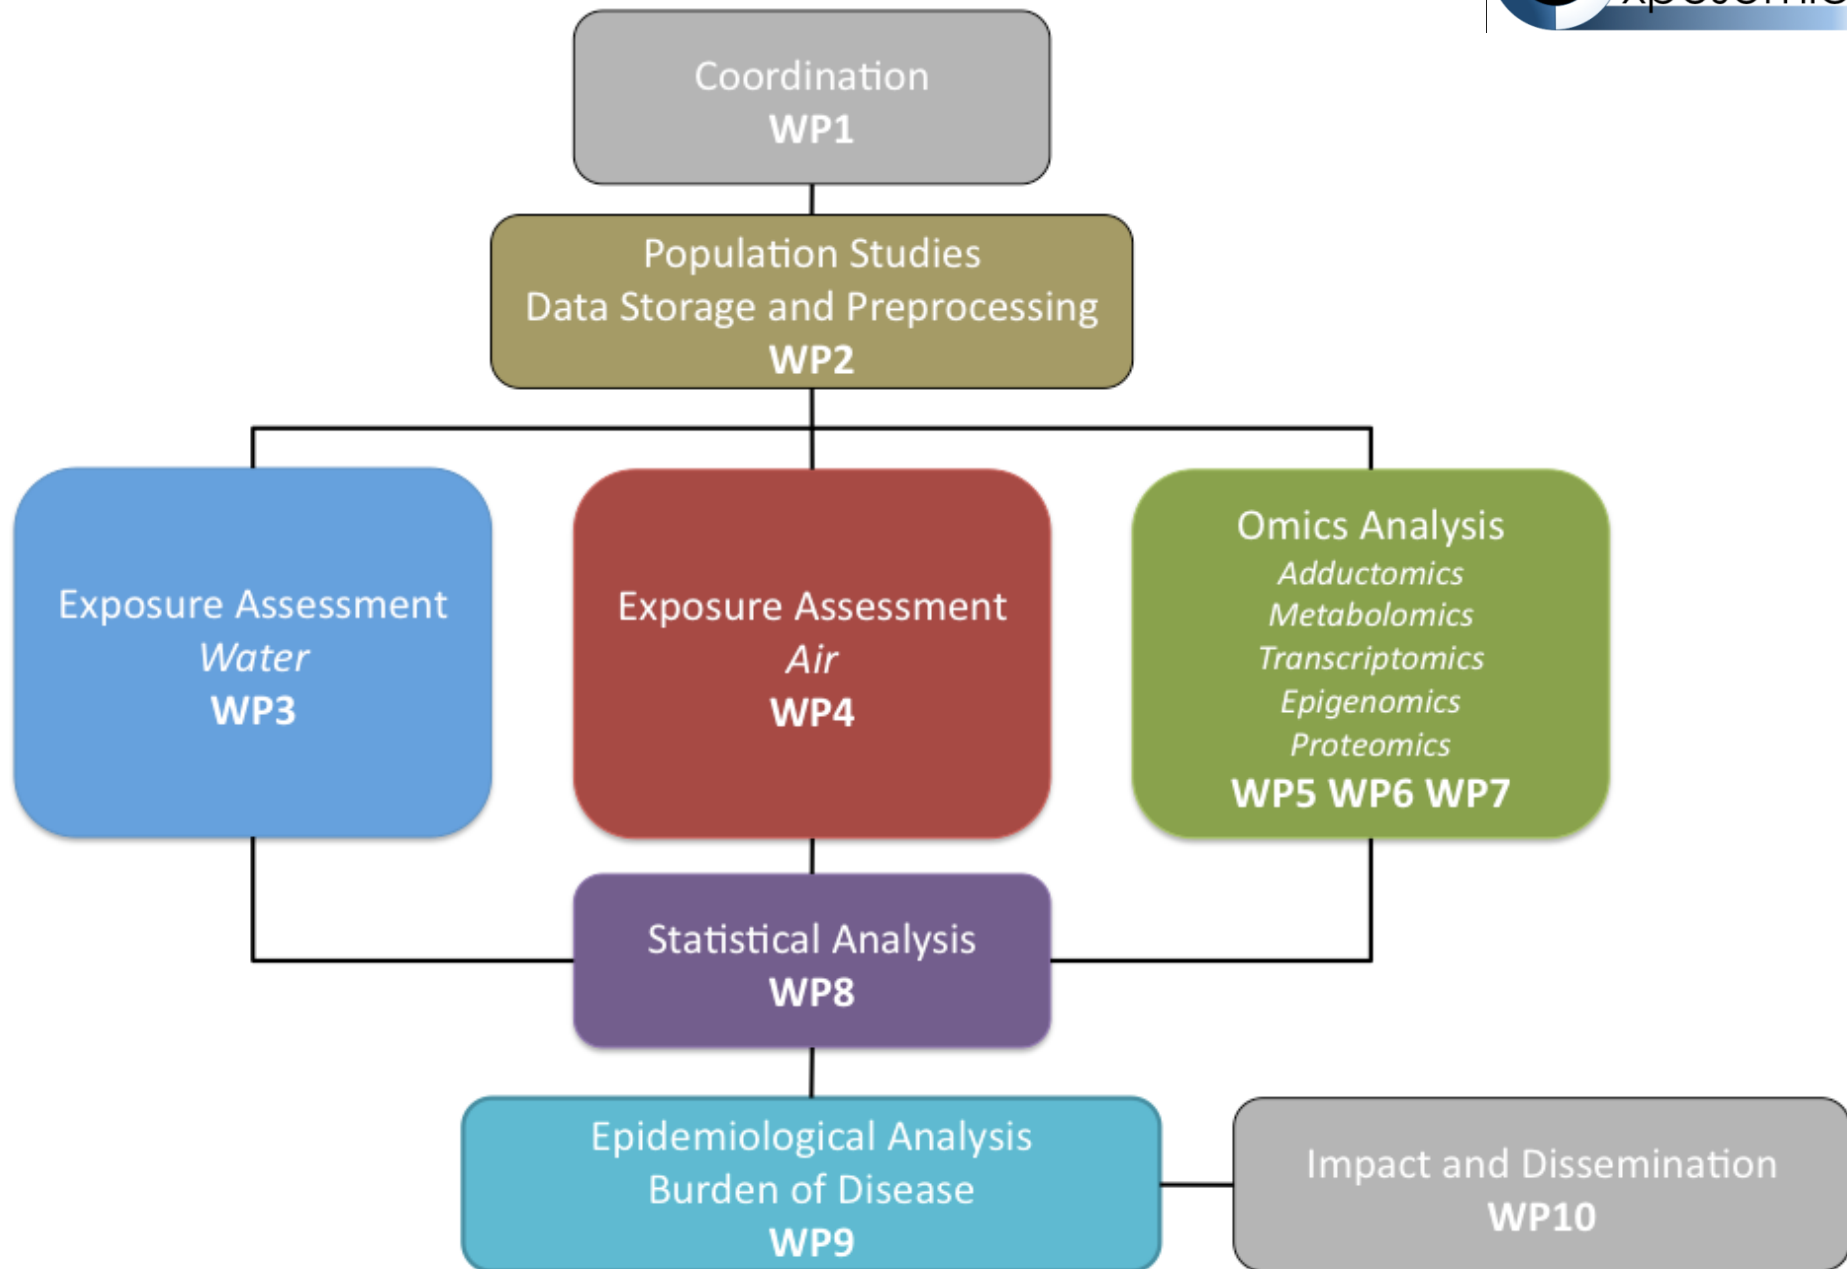 Coordination
WP1
Population Studies
Data Storage and Preprocessing
WP2
Exposure Assessment
Water
WP3
Exposure Assessment
Air
WP4
Omics Analysis
Adductomics
Metabolomics
Transcriptomics
Epigenomics
Proteomics
WP5 WP6 WP7
Statistical Analysis
WP8
Epidemiological Analysis
Burden of Disease
WP9
Impact and Dissemination
WP10